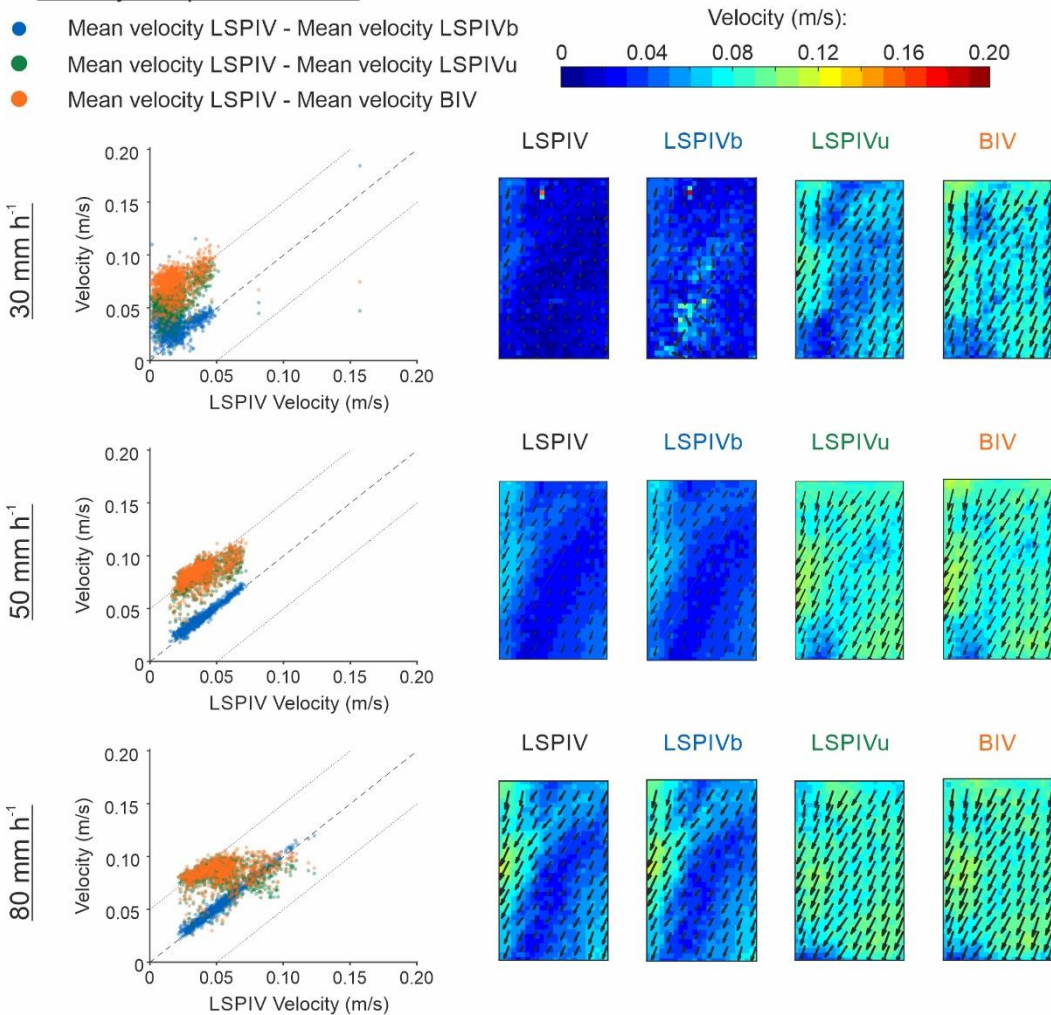 Mean velocity LSPIV - Mean velocity LSPIVb
Mean velocity LSPIV - Mean velocity LSPIVu
Mean velocity LSPIV - Mean velocity BIV
Velocity (m/s):
0 0.04 0.08 0.12 0.16 0.20
30 mm h⁻¹
Velocity (m/s)
0.20
0.15
0.10
0.05
0
0 0.05 0.10 0.15 0.20
LSPIV Velocity (m/s)
LSPIV LSPIVb LSPIVu BIV
50 mm h⁻¹
Velocity (m/s)
0.20
0.15
0.10
0.05
0
0 0.05 0.10 0.15 0.20
LSPIV Velocity (m/s)
LSPIV LSPIVb LSPIVu BIV
80 mm h⁻¹
Velocity (m/s)
0.20
0.15
0.10
0.05
0
0 0.05 0.10 0.15 0.20
LSPIV Velocity (m/s)
LSPIV LSPIVb LSPIVu BIV